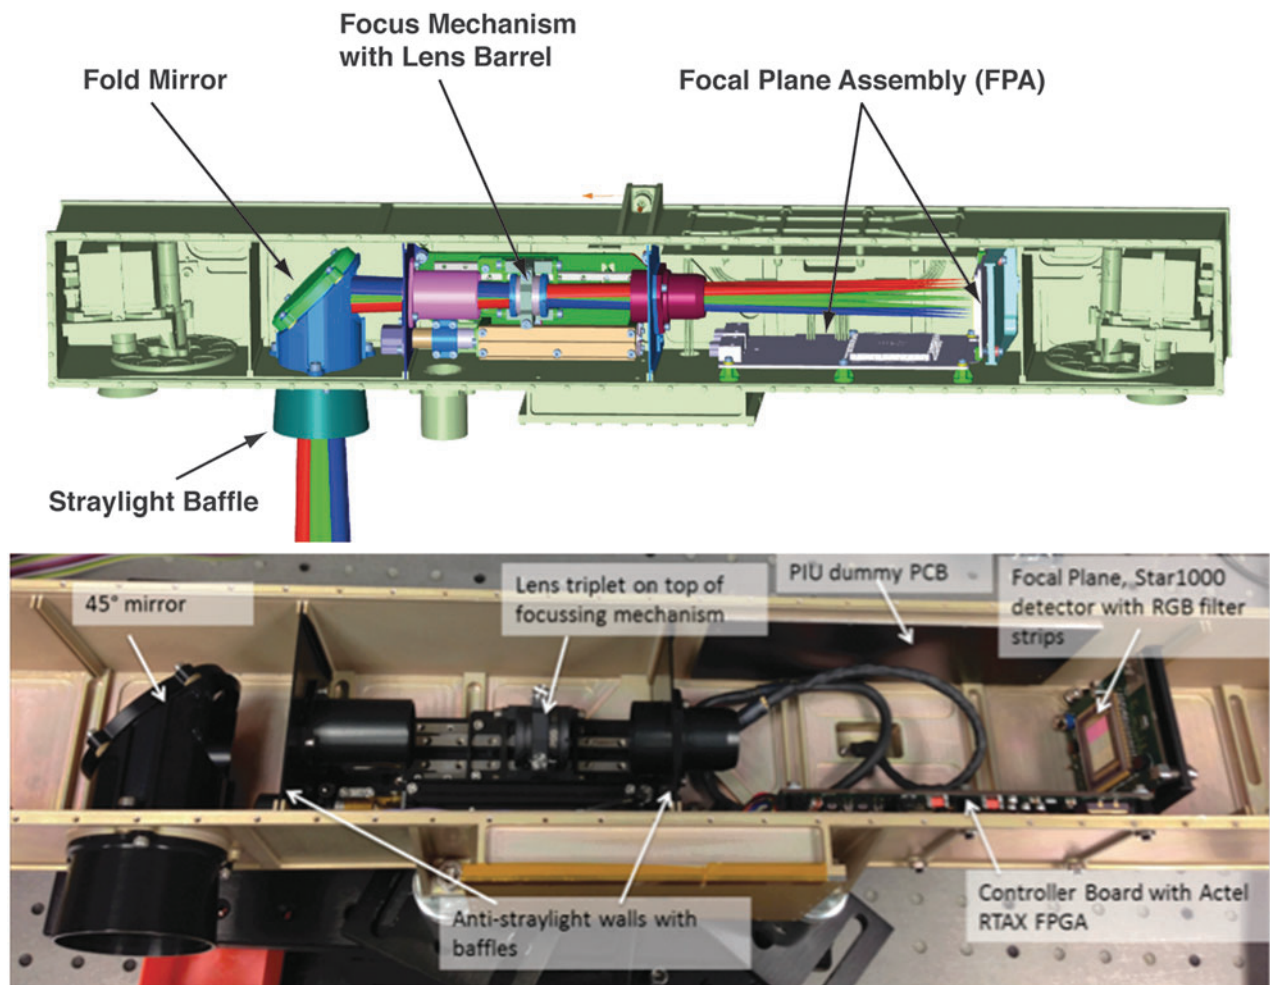 Focus Mechanism
with Lens Barrel
Fold Mirror
Focal Plane Assembly (FPA)
Straylight Baffle
45° mirror
Lens triplet on top of
focussing mechanism
PIU dummy PCB
Focal Plane, Star1000
detector with RGB filter
strips
Anti-straylight walls with
baffles
Controller Board with Actel
RTAX FPGA